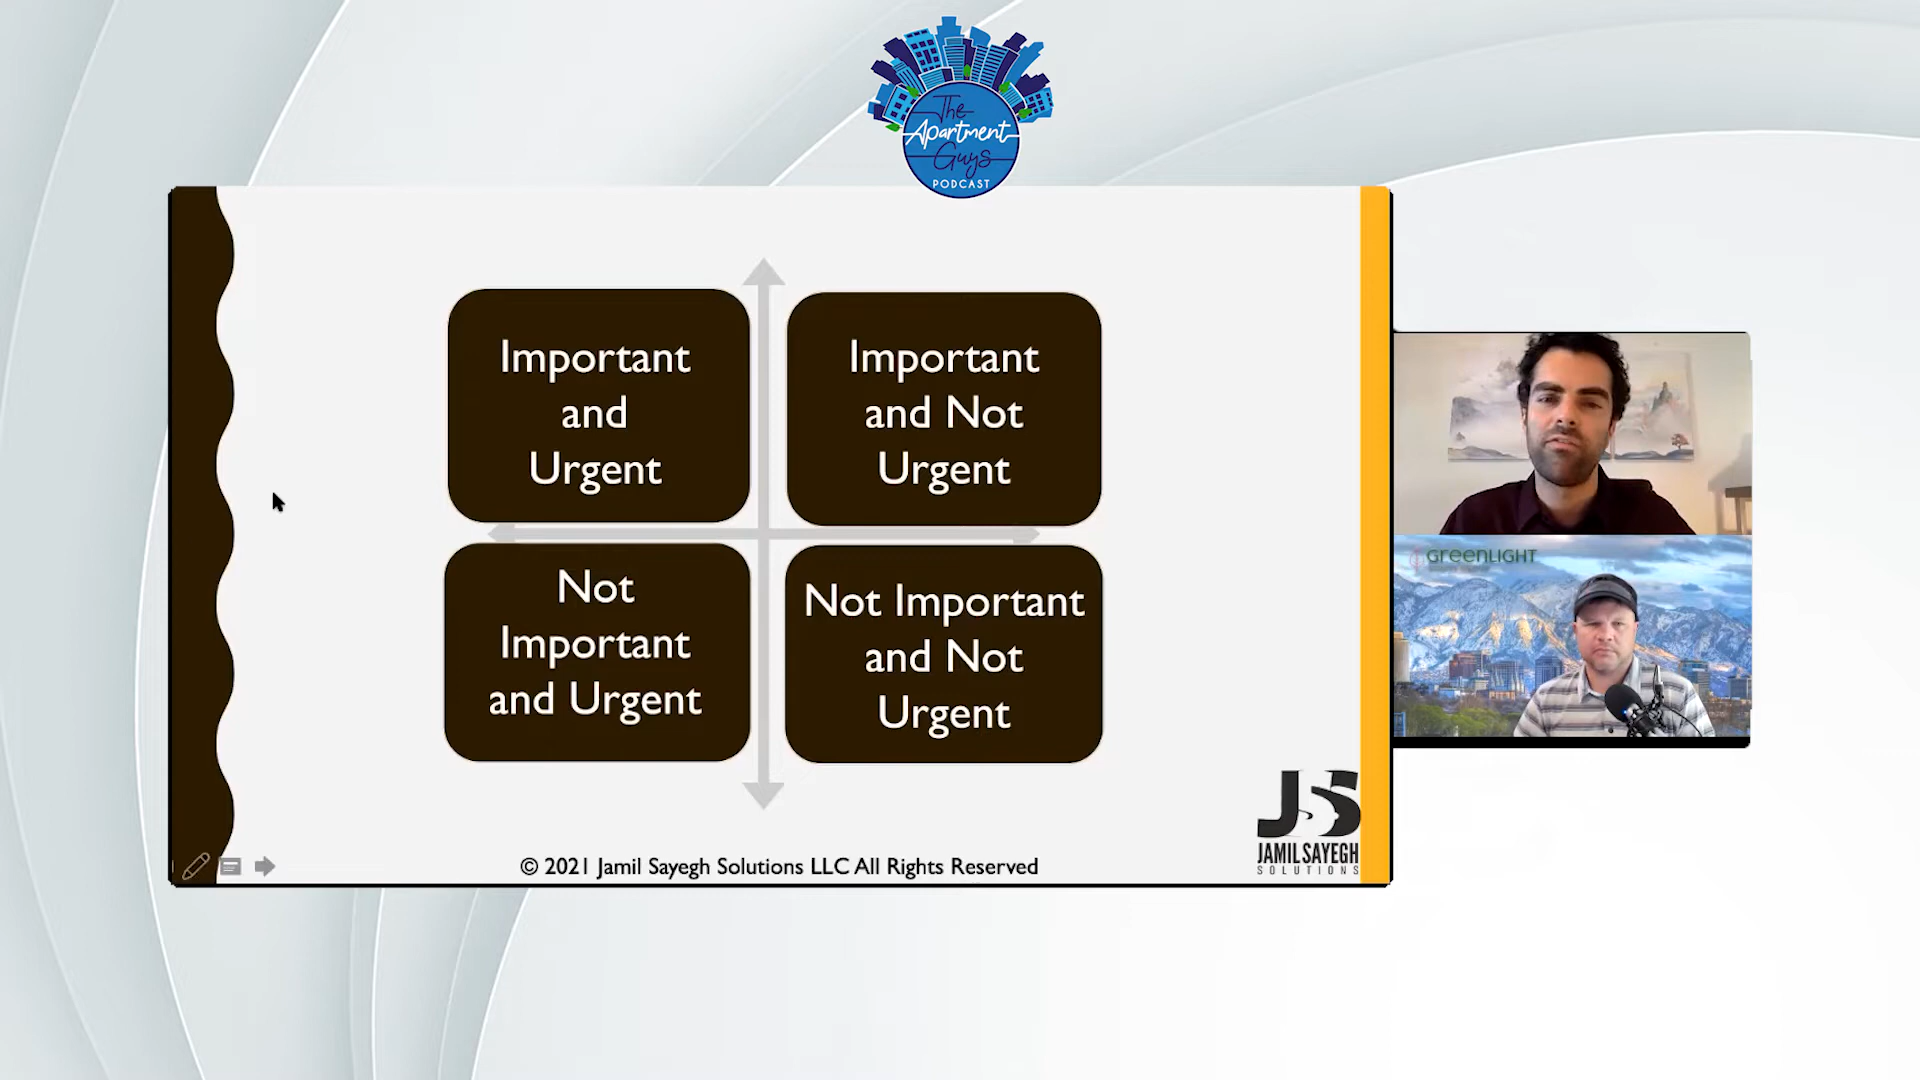 The
Apartment
Guys
PODCAST
Important
and
Urgent
Important
and Not
Urgent
Not
Important
and Urgent
Not Important
and Not
Urgent
© 2021 Jamil Sayegh Solutions LLC All Rights Reserved
JS
JAMIL SAYEGH
SOLUTIONS
GreenLIGHT